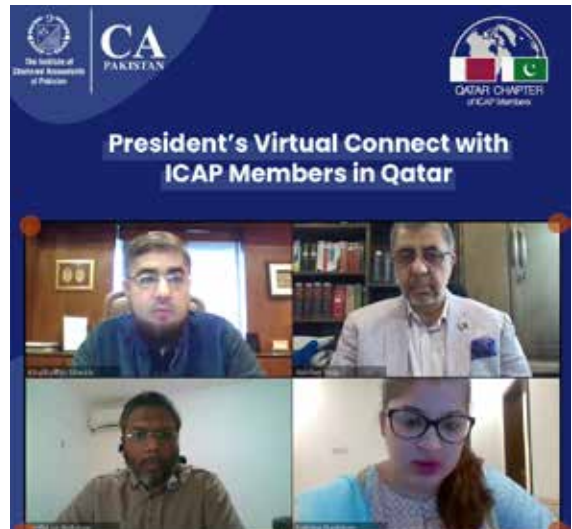 The Institute of
Chartered Accountants
of Pakistan
CA
PAKISTAN
QATAR CHAPTER
of ICAP Members
President's Virtual Connect with
ICAP Members in Qatar